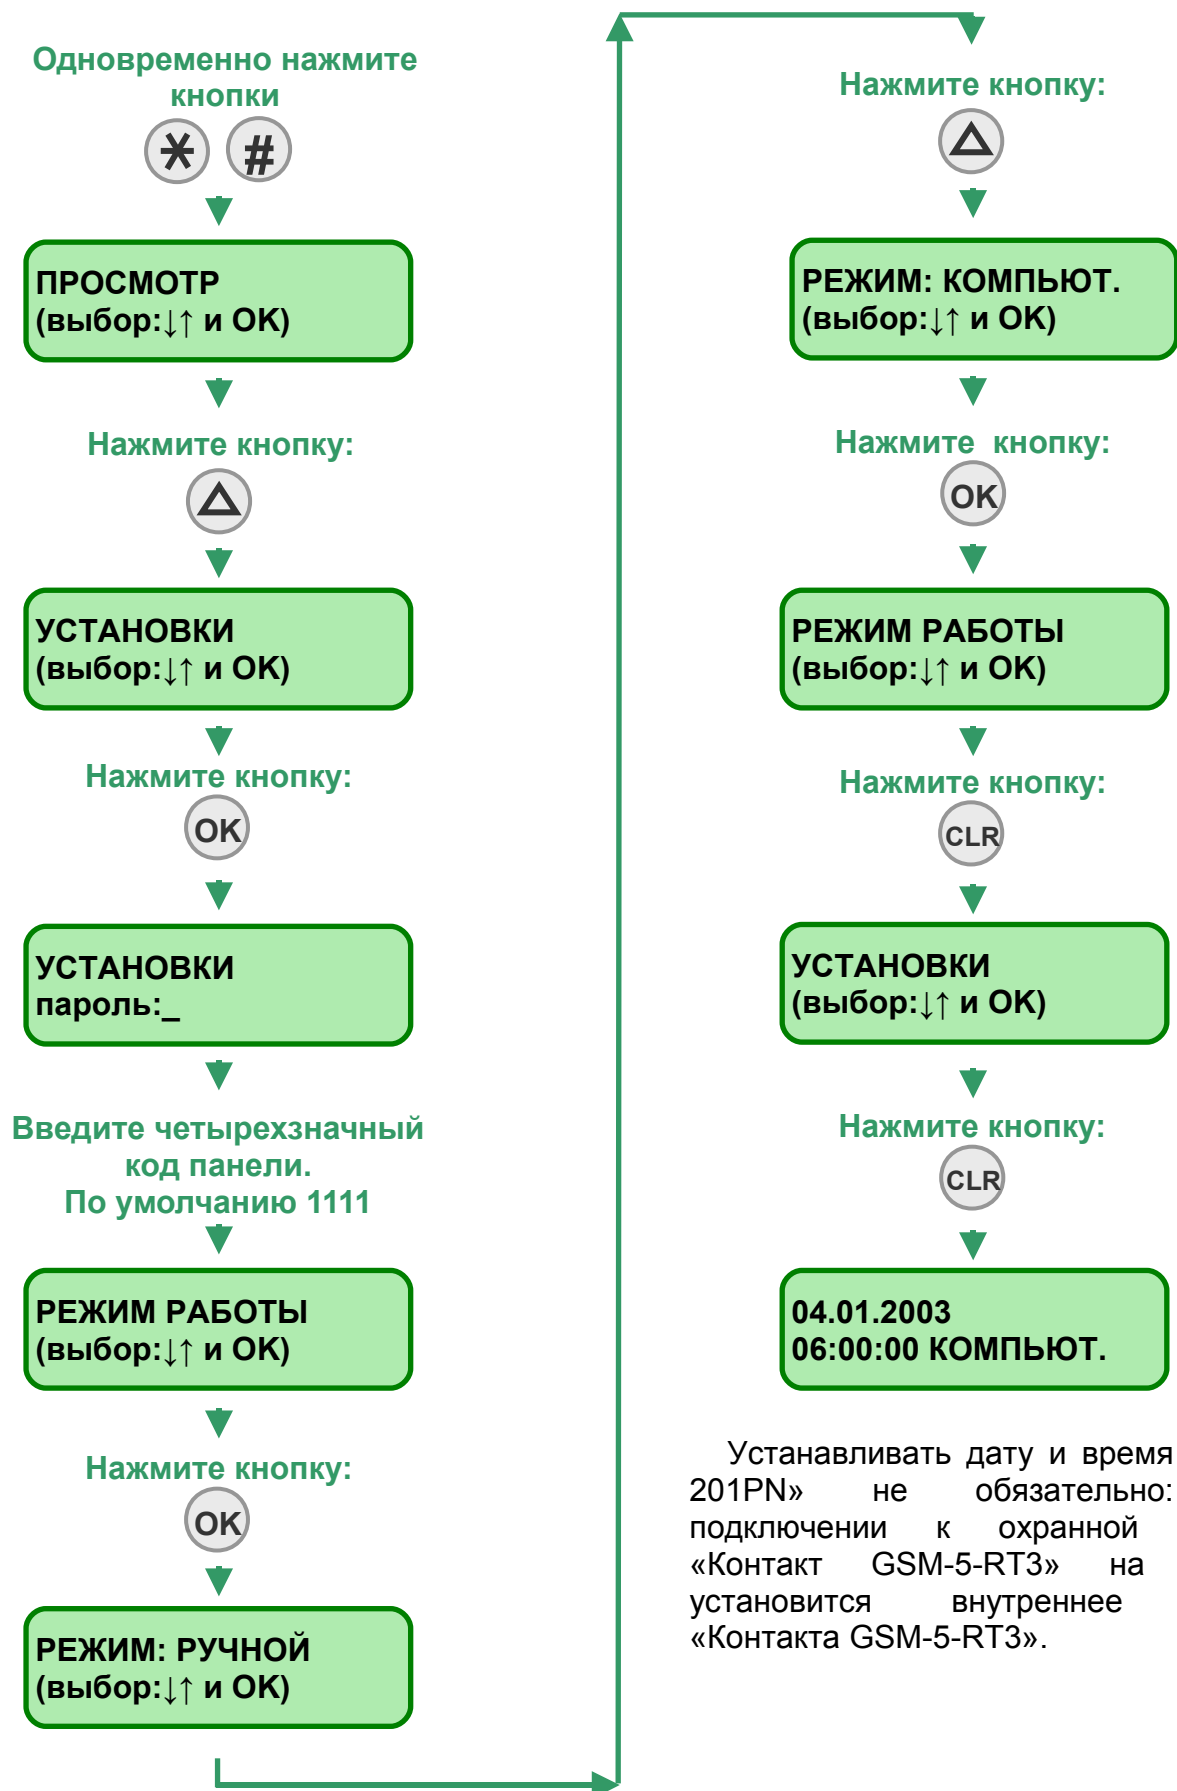 Одновременно нажмите
кнопки
* #
ПРОСМОТР
(выбор:↓↑ и OK)
Нажмите кнопку:
УСТАНОВКИ
(выбор:↓↑ и OK)
Нажмите кнопку:
OK
УСТАНОВКИ
пароль:_
Введите четырехзначный
код панели.
По умолчанию 1111
РЕЖИМ РАБОТЫ
(выбор:↓↑ и OK)
Нажмите кнопку:
OK
РЕЖИМ: РУЧНОЙ
(выбор:↓↑ и OK)
Нажмите кнопку:
РЕЖИМ: КОМПЬЮТ.
(выбор:↓↑ и OK)
Нажмите кнопку:
OK
РЕЖИМ РАБОТЫ
(выбор:↓↑ и OK)
Нажмите кнопку:
CLR
УСТАНОВКИ
(выбор:↓↑ и OK)
Нажмите кнопку:
CLR
04.01.2003
06:00:00 КОМПЬЮТ.
Устанавливать дату и время
201PN» не обязательно:
подключении к охранной
«Контакт GSM-5-RT3» на
установится внутреннее
«Контакта GSM-5-RT3».